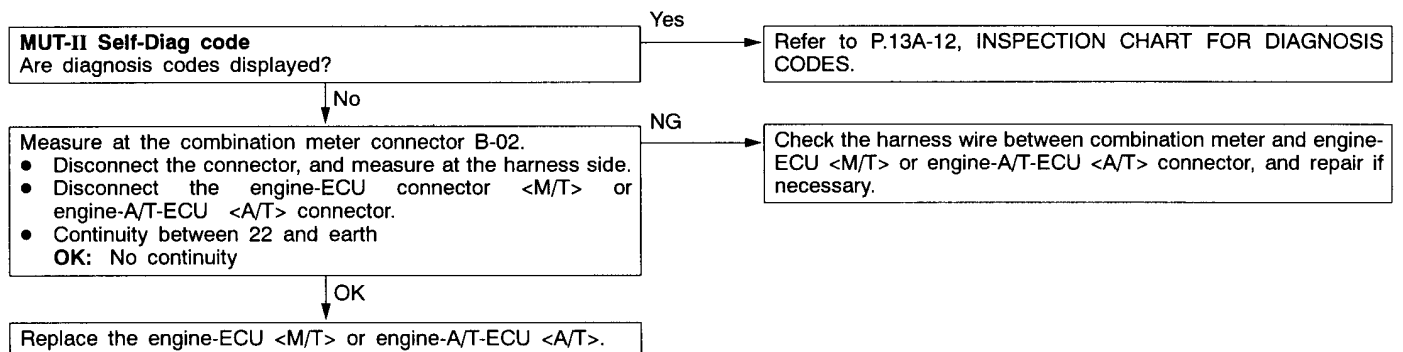 MUT-II Self-Diag code
Are diagnosis codes displayed?
Yes
Refer to P.13A-12, INSPECTION CHART FOR DIAGNOSIS
CODES.
No
Measure at the combination meter connector B-02.
● Disconnect the connector, and measure at the harness side.
● Disconnect the engine-ECU connector <M/T> or
engine-A/T-ECU <A/T> connector.
● Continuity between 22 and earth
OK: No continuity
NG
Check the harness wire between combination meter and engine-
ECU <M/T> or engine-A/T-ECU <A/T> connector, and repair if
necessary.
OK
Replace the engine-ECU <M/T> or engine-A/T-ECU <A/T>.